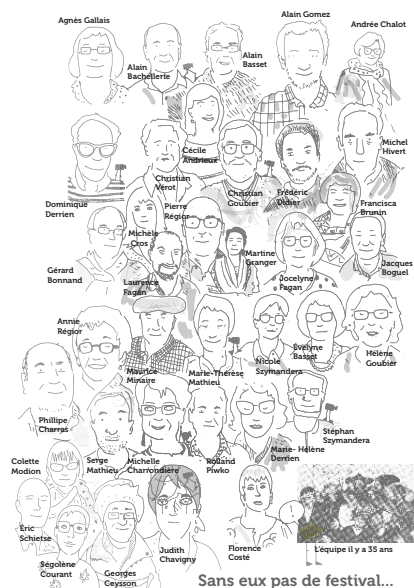 Agnès Gallais
Alain Gomez
Andrée Chalot
Alain
Bachellerie
Alain
Basset
Cécile
Andrieux
Michel
Hivert
Christian
Vérot
Christian
Goubier
Frédéric
Didier
Dominique
Derrien
Pierre
Régior
Francisca
Brunin
Michèle
Cros
Martine
Granger
Jacques
Boguel
Gérard
Bonnand
Laurence
Fagan
Jocelyne
Fagan
Annie
Régior
Maurice
Minaire
Marie-Thérèse
Mathieu
Nicole
Szymandera
Evelyne
Basset
Hélène
Goubier
Phillipe
Charras
Stéphan
Szymandera
Colette
Modion
Serge
Mathieu
Michelle
Charrondière
Rolland
Piwko
Marie- Hélène
Derrien
Éric
Schietse
Ségolène
Courant
Georges
Ceysson
Judith
Chavigny
Florence
Costé
L'équipe il y a 35 ans
Sans eux pas de festival...